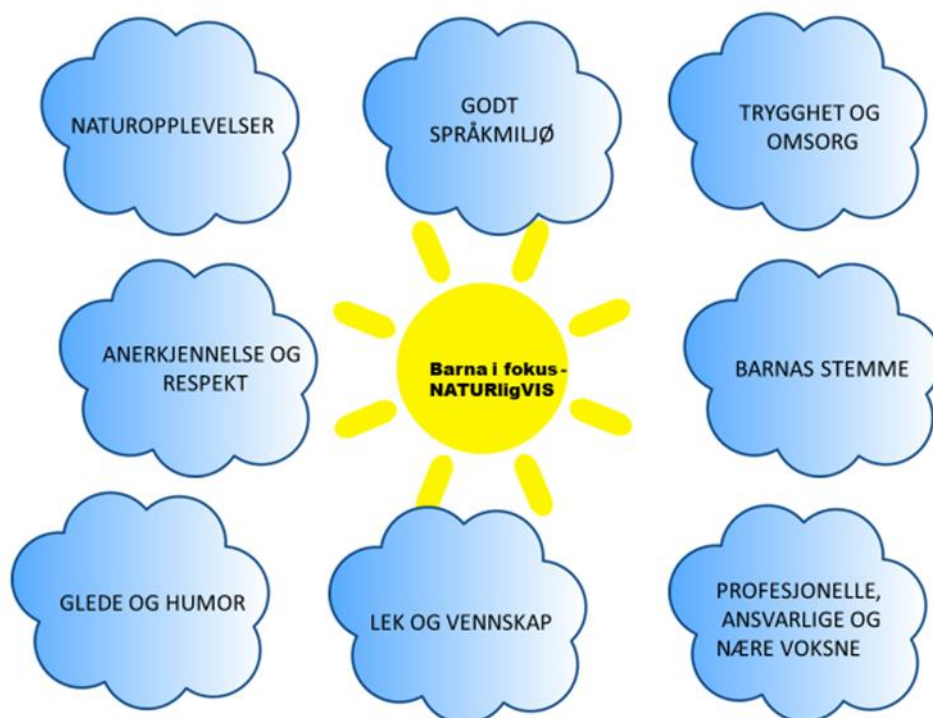 NATUROPPLEVELSER
GODT
SPRÅKMILJØ
TRYGGHET OG
OMSORG
ANERKJENNELSE OG
RESPEKT
Barna i fokus-
NATURligVIS
BARNAS STEMME
GLEDE OG HUMOR
LEK OG VENNSKAP
PROFESJONELLE,
ANSVARLIGE OG
NÆRE VOKSNE